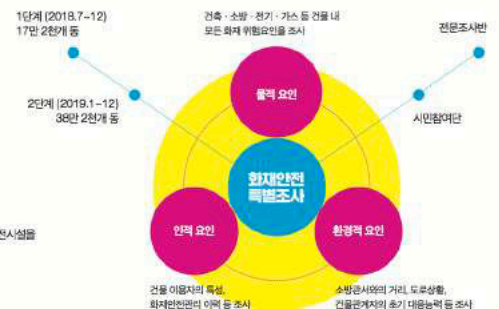 1단계 (2018.7~12)
17만 2천개 동
건축·소방·전기·가스 등 건물 내
모든 화재 위험요인을 조사
전문조사반
2단계 (2019.1~12)
38만 2천개 동
물적 요인
시민참여단
화재안전
특별조사
인적 요인
환경적 요인
전시설물
건물 이용자의 특성,
화재안전관리 이력 등 조사
소방관서와의 거리, 도로상황,
건물관계자의 초기 대응능력 등 조사